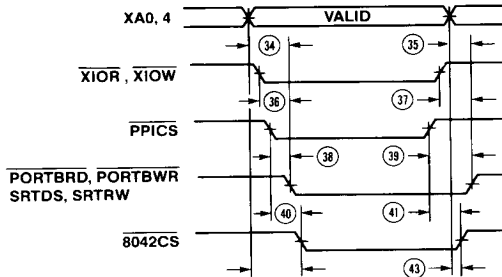 XA0, 4
VALID
34
35
XIOR, XIOW
36
37
PPICS
38
39
PORTBRD, PORTBWR
SRTDS, SRTRW
40
41
8042CS
43